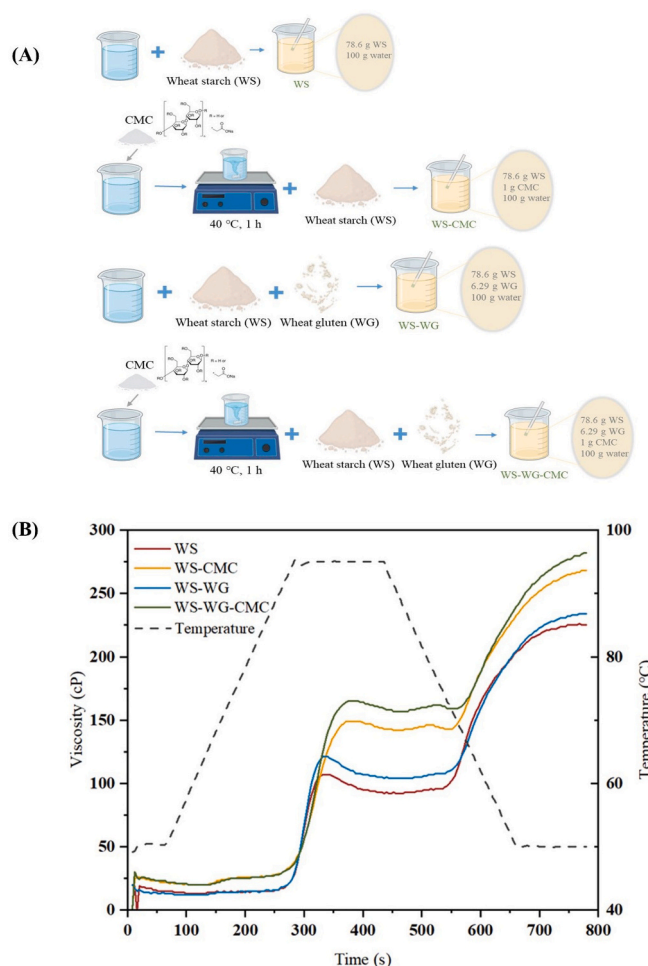 (A)
Wheat starch (WS)
WS
78.6 g WS
100 g water
CMC
40 °C, 1 h
Wheat starch (WS)
WS-CMC
78.6 g WS
1 g CMC
100 g water
Wheat starch (WS)
Wheat gluten (WG)
WS-WG
78.6 g WS
6.29 g WG
100 g water
CMC
40 °C, 1 h
Wheat starch (WS)
Wheat gluten (WG)
WS-WG-CMC
78.6 g WS
6.29 g WG
1 g CMC
100 g water
(B)
300
250
200
150
100
50
0
Viscosity (cP)
WS
WS-CMC
WS-WG
WS-WG-CMC
Temperature
100
80
60
40
Temperature (°C)
0 100 200 300 400 500 600 700 800
Time (s)